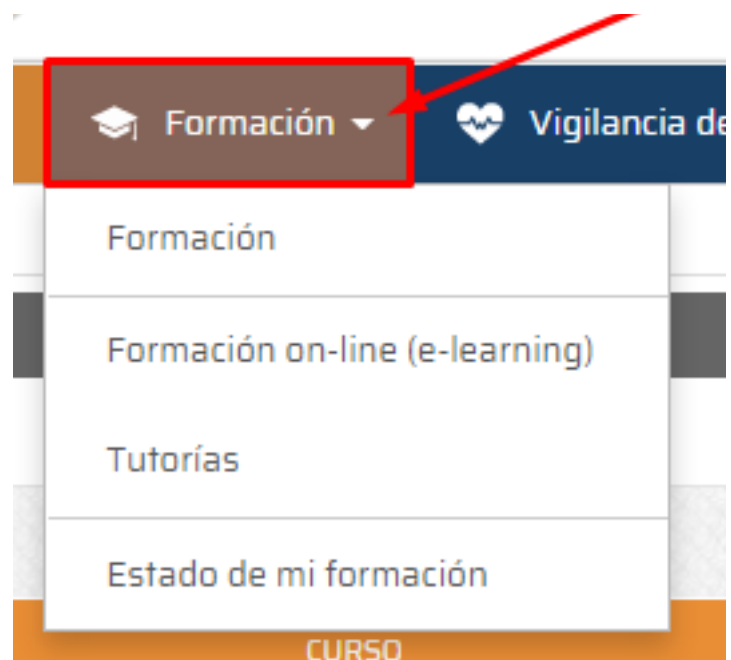 Formación
Vigilancia de
Formación
Formación on-line (e-learning)
Tutorías
Estado de mi formación
CURSO